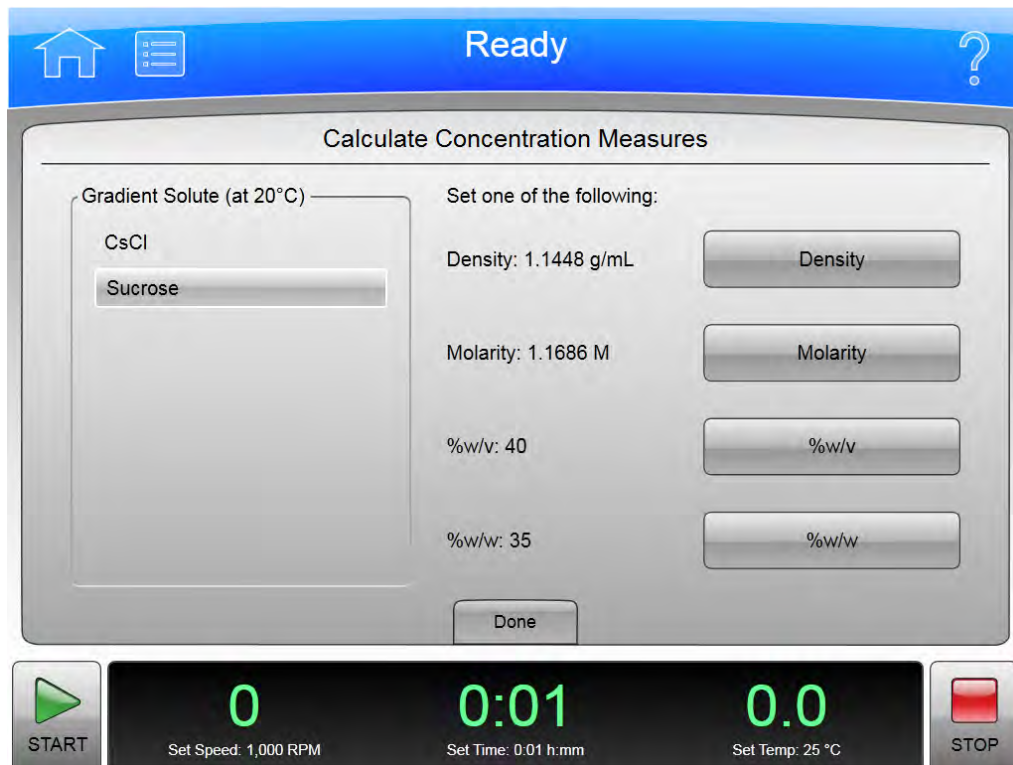 Ready
Calculate Concentration Measures
Gradient Solute (at 20°C)
CsCl
Sucrose
Set one of the following:
Density: 1.1448 g/mL
Density
Molarity: 1.1686 M
Molarity
%w/v: 40
%w/v
%w/w: 35
%w/w
Done
START
0
Set Speed: 1,000 RPM
0:01
Set Time: 0:01 h:mm
0.0
Set Temp: 25 °C
STOP